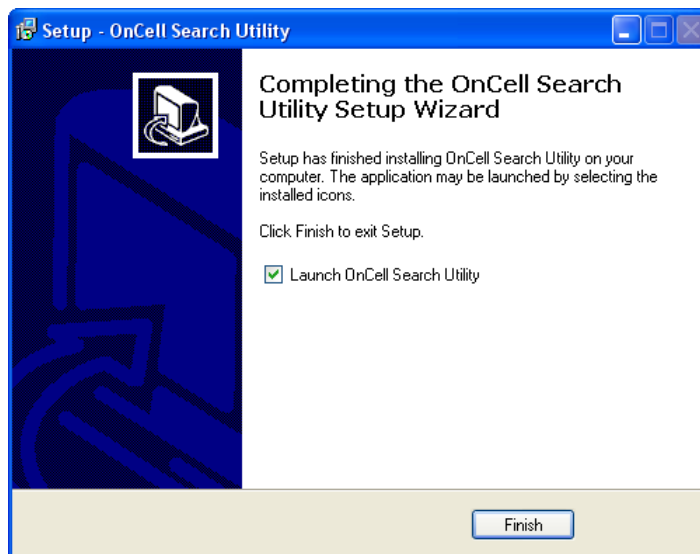 Setup - OnCell Search Utility
Completing the OnCell Search
Utility Setup Wizard
Setup has finished installing OnCell Search Utility on your
computer. The application may be launched by selecting the
installed icons.
Click Finish to exit Setup.
Launch OnCell Search Utility
Finish